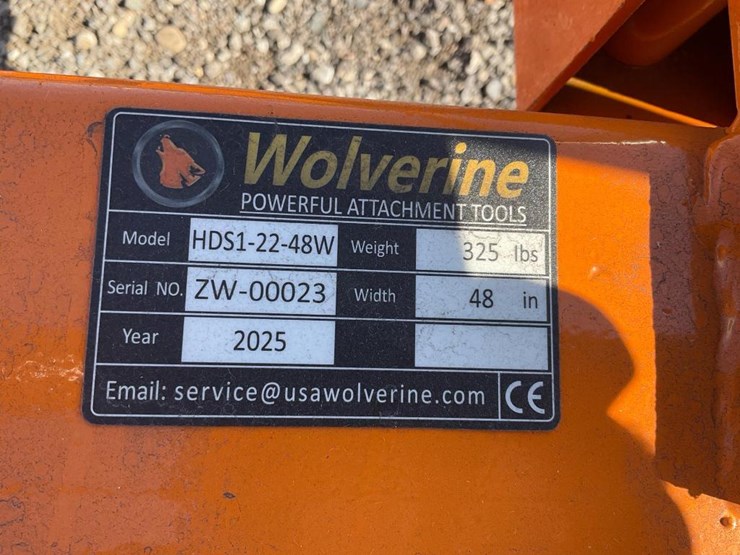 Wolverine
POWERFUL ATTACHMENT TOOLS
Model HDS1-22-48W Weight 325 lbs
Serial NO. ZW-00023 Width 48 in
Year 2025
Email: service@usawolverine.com CE